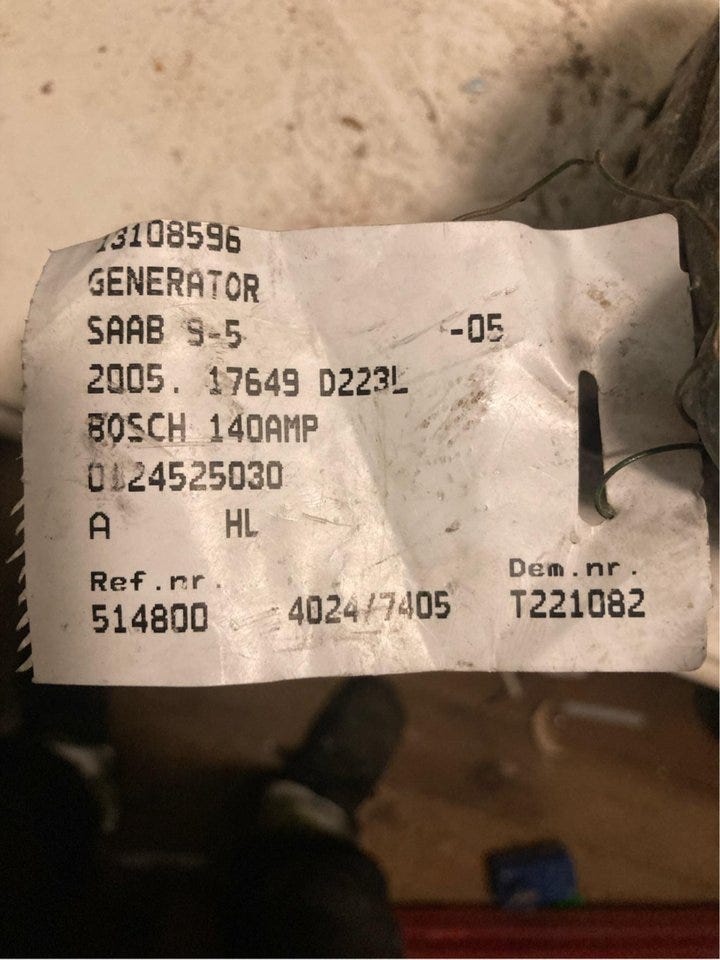 13108596
GENERATOR
SAAB 9-5 -05
2005. 17649 D223L
BOSCH 140AMP
0124525030
A HL
Ref.nr. Dem.nr.
514800 4024/7405 T221082